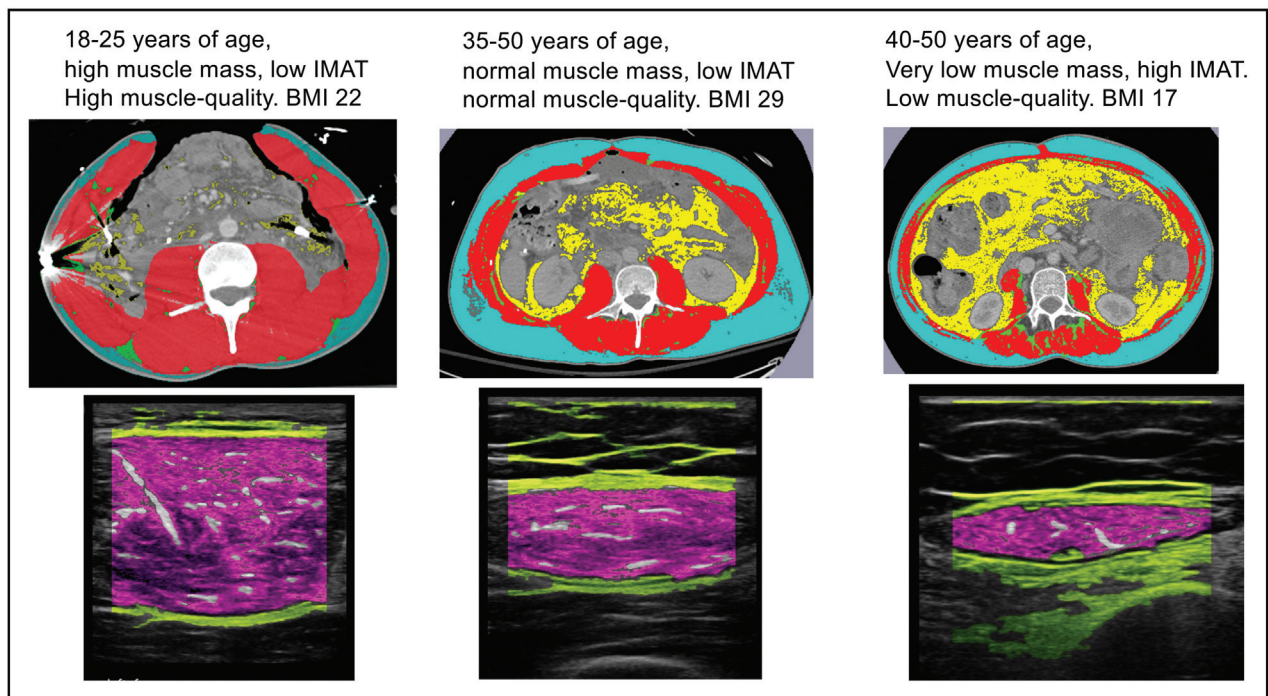 18-25 years of age,
high muscle mass, low IMAT
High muscle-quality. BMI 22
35-50 years of age,
normal muscle mass, low IMAT
normal muscle-quality. BMI 29
40-50 years of age,
Very low muscle mass, high IMAT.
Low muscle-quality. BMI 17